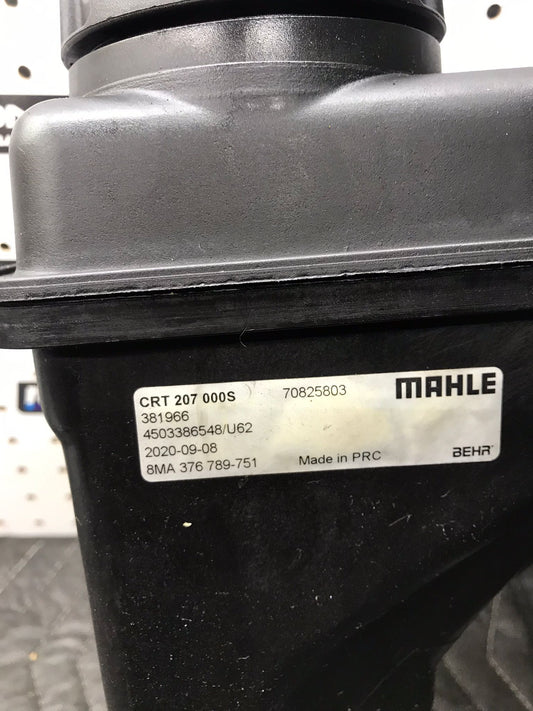 CRT 207 000S 70825803 MAHLE
381966
4503386548/U62
2020-09-08
8MA 376 789-751 Made in PRC BEHR